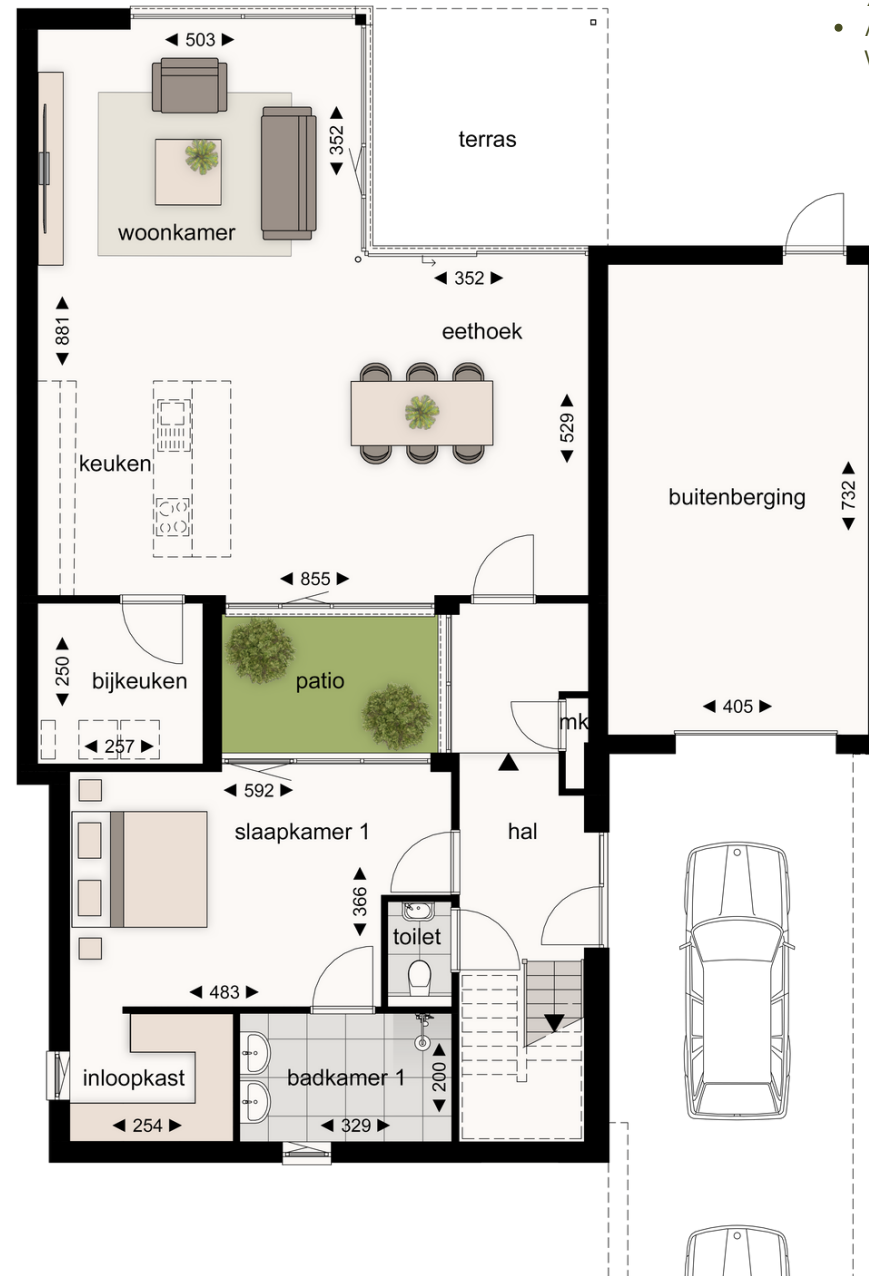 503
352
terras
woonkamer
352
eethoek
881
529
keuken
buitenberging
732
855
250
bijkeuken
patio
257
mk
405
592
slaapkamer 1
hal
366
toilet
483
inloopkast
badkamer 1
200
254
329